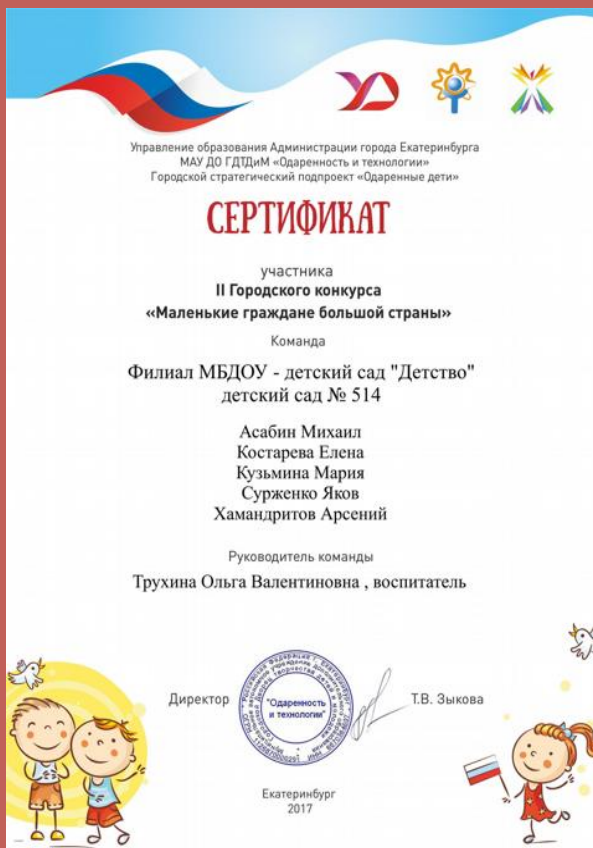 Управление образования Администрации города Екатеринбурга
МАУ ДО ГДТДиМ «Одаренность и технологии»
Городской стратегический подпроект «Одаренные дети»
СЕРТИФИКАТ
участника
II Городского конкурса
«Маленькие граждане большой страны»
Команда
Филиал МБДОУ - детский сад "Детство"
детский сад № 514
Асабин Михаил
Костарева Елена
Кузьмина Мария
Сурженко Яков
Хамандритов Арсений
Руководитель команды
Трухина Ольга Валентиновна , воспитатель
Директор
"Одаренность
и технологии"
Т.В. Зыкова
Екатеринбург
2017